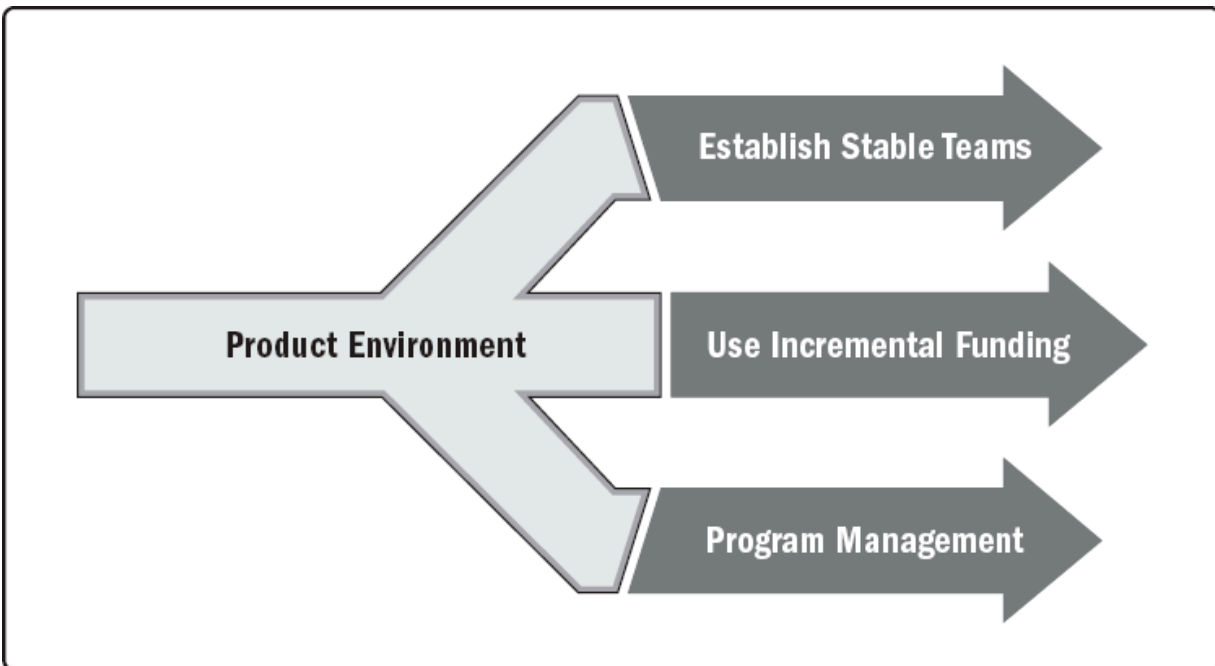 Establish Stable Teams
Product Environment
Use Incremental Funding
Program Management